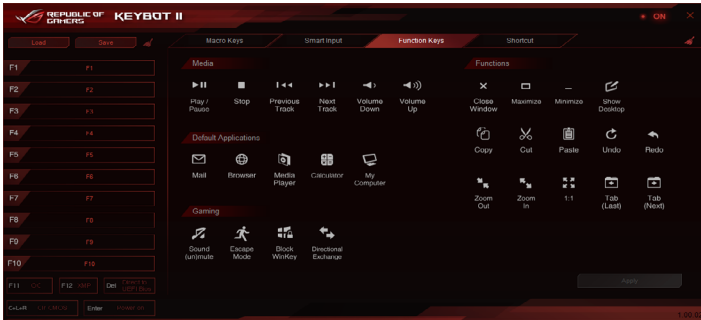 REPUBLIC OF
GAMERS
KEYBOT II
ON
Load
Save
Macro Keys
Smart Input
Function Keys
Shortcut
F1 F1
F2 F2
F3 F3
F4 F4
F5 F5
F6 F6
F7 F7
F8 F8
F9 F9
F10 F10
F11
F12
Del
C+L+R
Enter
Media
Play /
Pause
Stop
Previous
Track
Next
Track
Volume
Down
Volume
Up
Default Applications
Mail
Browser
Media
Player
Calculator
My
Computer
Gaming
Sound
(un)mute
Escape
Mode
Block
WinKey
Directional
Exchange
Functions
Close
Window
Maximize
Minimize
Show
Desktop
Copy
Cut
Paste
Undo
Redo
Zoom
Out
Zoom
In
1:1
Tab
(Last)
Tab
(Next)
Apply